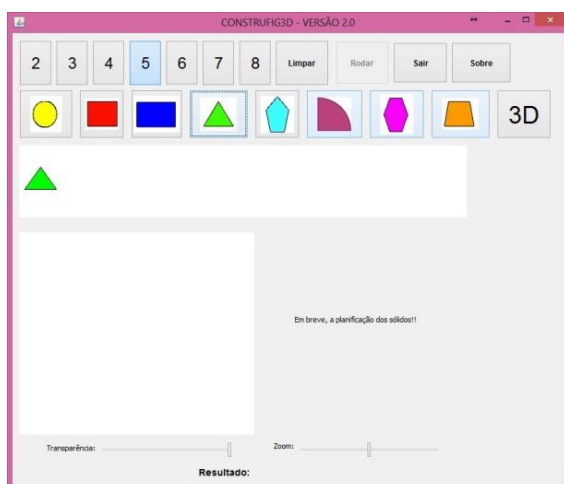 CONSTRUFIG3D - VERSÃO 2.0
2 3 4 5 6 7 8 Limpar Rodar Sair Sobre
3D
Em breve, a planificação dos sólidos!!
Transparência: Zoom:
Resultado: